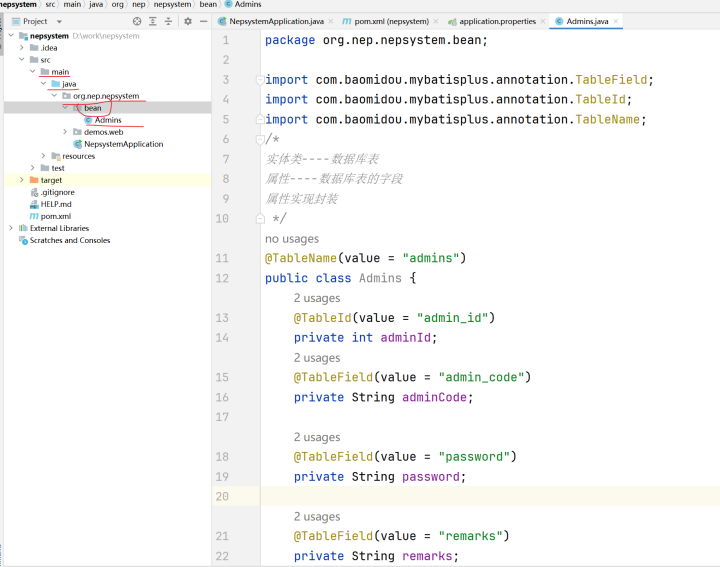 nepsystem src main java org nep nepsystem bean Admins
Project
NepsystemApplication.java pom.xml (nepsystem) application.properties Admins.java
nepsystem D:\work\nepsystem
.idea
src
main
java
org.nep.nepsystem
bean
Admins
demos.web
NepsystemApplication
resources
test
target
.gitignore
HELP.md
pom.xml
External Libraries
Scratches and Consoles
1 package org.nep.nepsystem.bean;
2
3 import com.baomidou.mybatisplus.annotation.TableField;
4 import com.baomidou.mybatisplus.annotation.TableId;
5 import com.baomidou.mybatisplus.annotation.TableName;
6 /*
7 实体类----数据库表
8 属性----数据库表的字段
9 属性实现封装
10 */
no usages
11 @TableName(value = "admins")
12 public class Admins {
2 usages
13 @TableId(value = "admin_id")
14 private int adminId;
2 usages
15 @TableField(value = "admin_code")
16 private String adminCode;
17
2 usages
18 @TableField(value = "password")
19 private String password;
20
2 usages
21 @TableField(value = "remarks")
22 private String remarks;